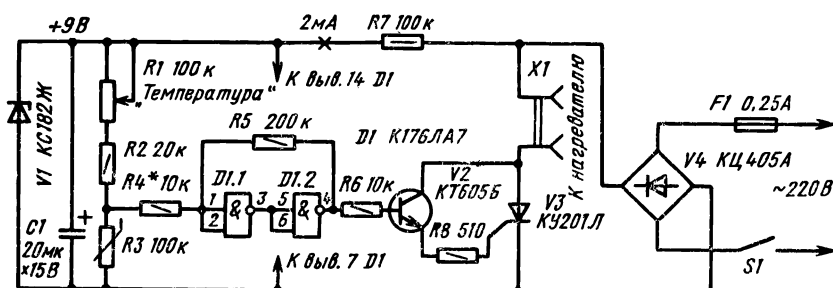 +9В
2мА
R7 100к
R1 100к
„Температура“
К выв. 14 D1
X1
К нагревателю
V1 КС182Ж
R5 200к
D1 К176ЛА7
F1 0,25А
R2 20к
R4* 10к
D1.1
D1.2
R6 10к
V2
КТ605Б
V3
КУ201Л
V4 КЦ405А
~220В
1
2
&
3
5
6
&
4
R8 510
C1
20мк
х15В
+
R3 100к
К выв. 7 D1
S1